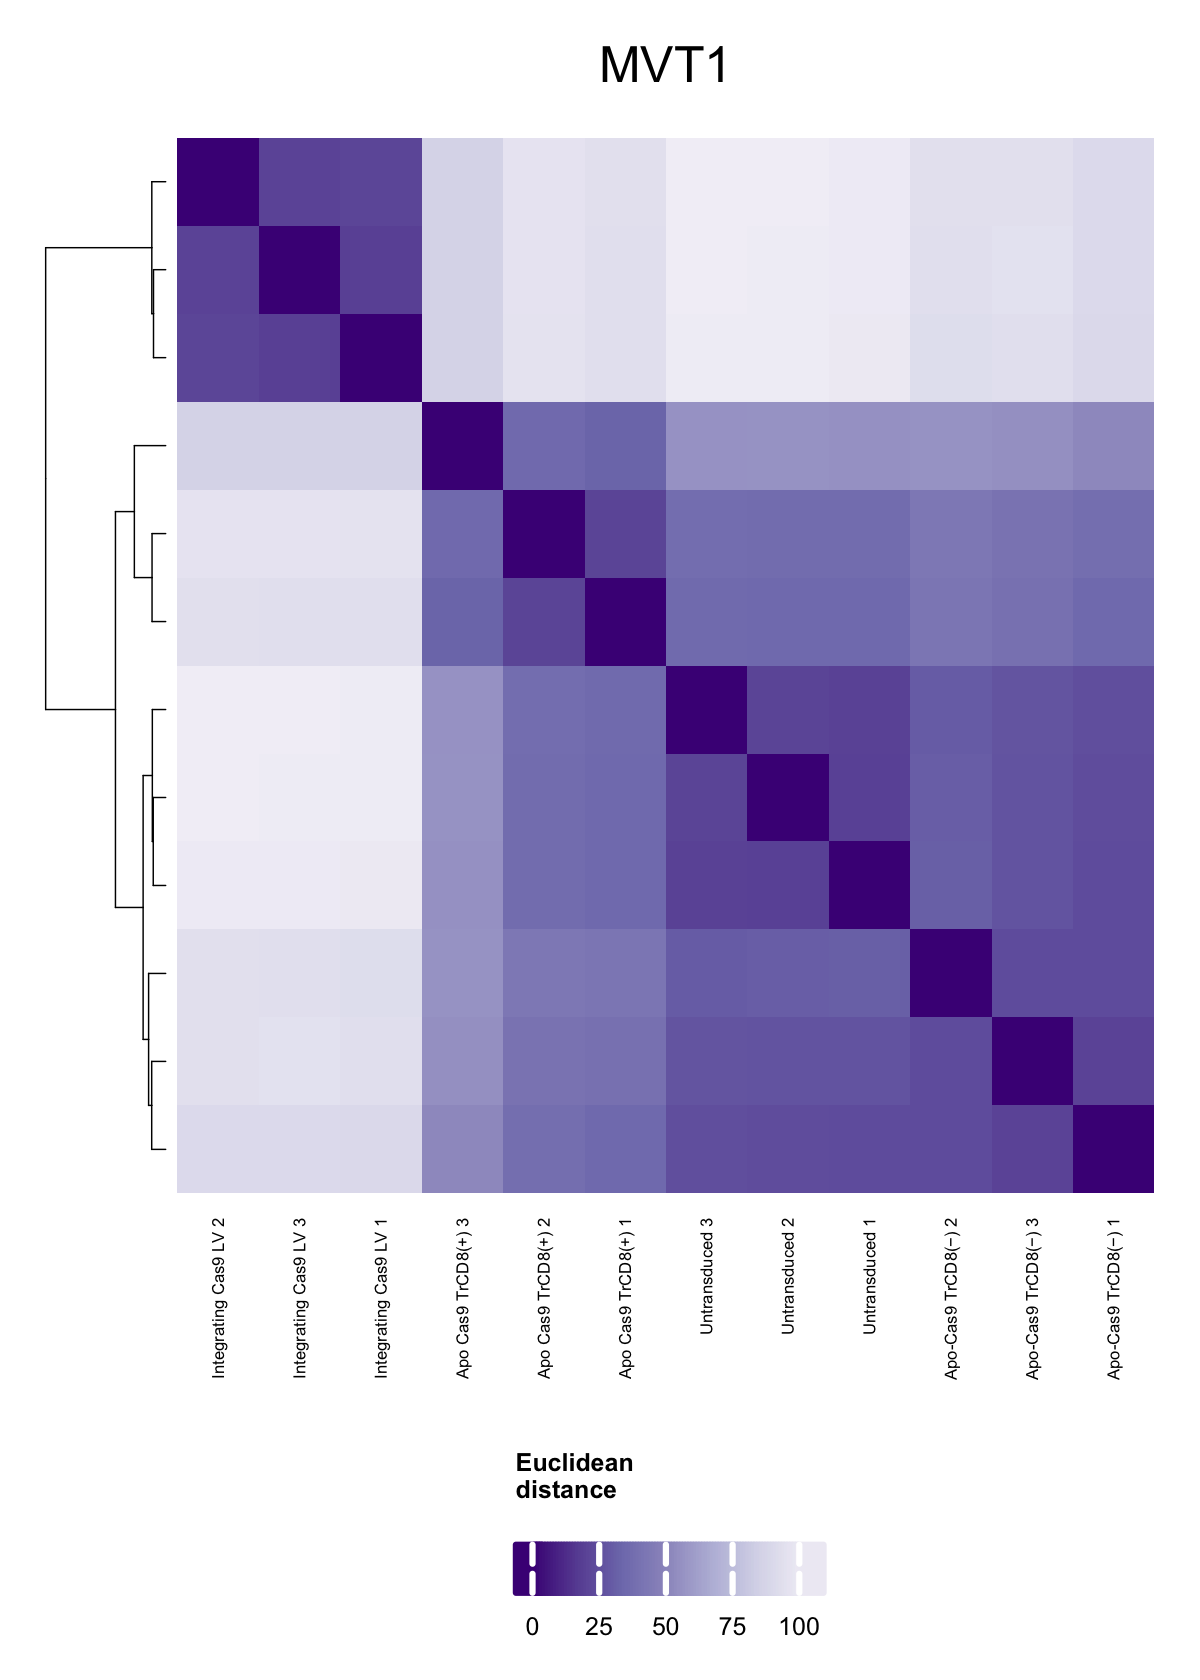 MVT1
Integrating Cas9 LV 2
Integrating Cas9 LV 3
Integrating Cas9 LV 1
Apo Cas9 TrCD8(+) 3
Apo Cas9 TrCD8(+) 2
Apo Cas9 TrCD8(+) 1
Untransduced 3
Untransduced 2
Untransduced 1
Apo-Cas9 TrCD8(−) 2
Apo-Cas9 TrCD8(−) 3
Apo-Cas9 TrCD8(−) 1
Euclidean
distance
0 25 50 75 100